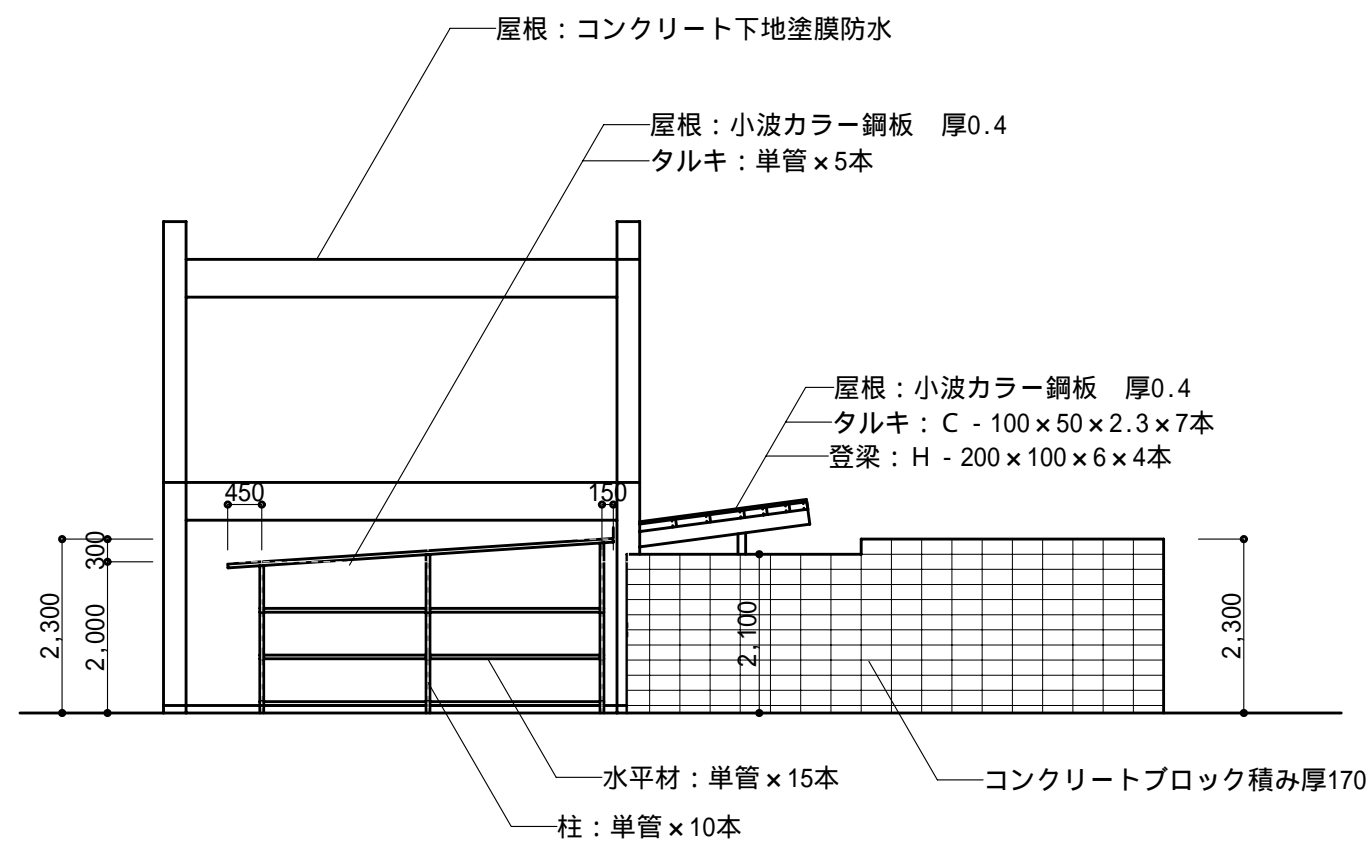 屋根：コンクリート下地塗膜防水
屋根：小波カラー鋼板　厚0.4
タルキ：単管×5本
屋根：小波カラー鋼板　厚0.4
タルキ：Ｃ - 100×50×2.3×7本
登梁：Ｈ - 200×100×6×4本
450
150
300
2,300
2,000
2,100
2,300
水平材：単管×15本
コンクリートブロック積み厚170
柱：単管×10本